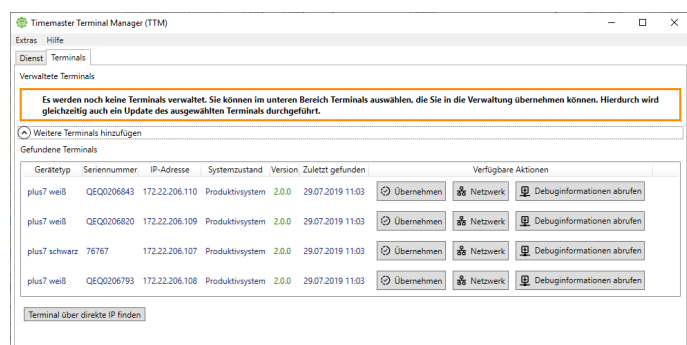 Timemaster Terminal Manager (TTM)
Extras Hilfe
Dienst Terminals
Verwaltete Terminals
Es werden noch keine Terminals verwaltet. Sie können im unteren Bereich Terminals auswählen, die Sie in die Verwaltung übernehmen können. Hierdurch wird
gleichzeitig auch ein Update des ausgewählten Terminals durchgeführt.
Weitere Terminals hinzufügen
Gefundene Terminals
Gerätetyp Seriennummer IP-Adresse Systemzustand Version Zuletzt gefunden Verfügbare Aktionen
plus7 weiß QEQ0206843 172.22.206.110 Produktivsystem 2.0.0 29.07.2019 11:03 Übernehmen Netzwerk Debuginformationen abrufen
plus7 weiß QEQ0206820 172.22.206.109 Produktivsystem 2.0.0 29.07.2019 11:03 Übernehmen Netzwerk Debuginformationen abrufen
plus7 schwarz 76767 172.22.206.107 Produktivsystem 2.0.0 29.07.2019 11:03 Übernehmen Netzwerk Debuginformationen abrufen
plus7 weiß QEQ0206793 172.22.206.108 Produktivsystem 2.0.0 29.07.2019 11:03 Übernehmen Netzwerk Debuginformationen abrufen
Terminal über direkte IP finden